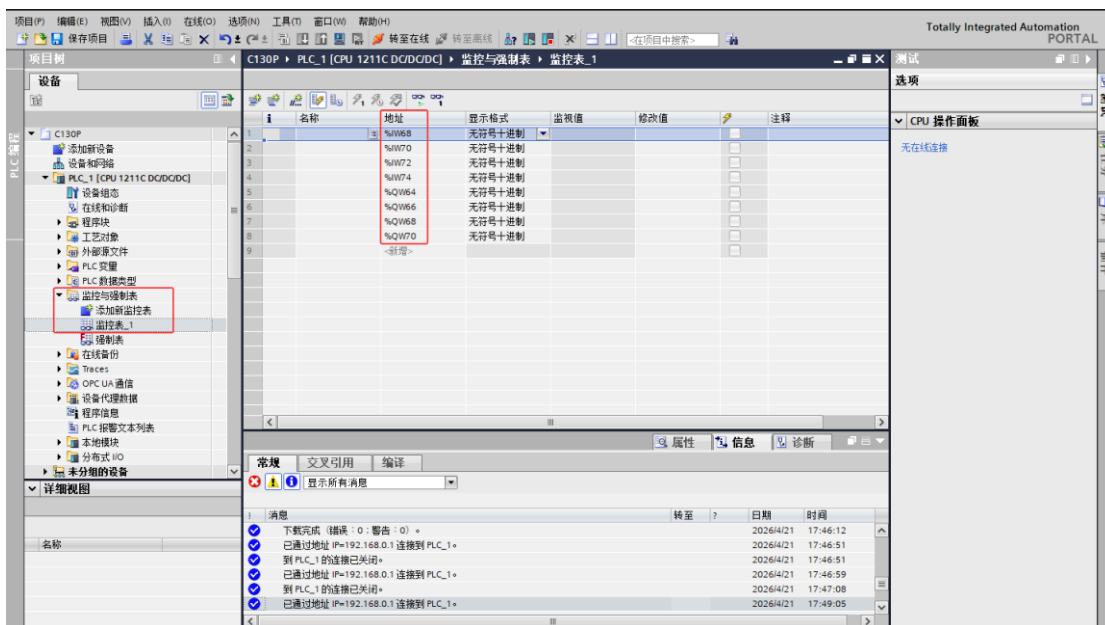 项目(P) 编辑(E) 视图(V) 插入(I) 在线(O) 选项(N) 工具(T) 窗口(W) 帮助(H)
Totally Integrated Automation
PORTAL
保存项目 转至在线 转至离线 <在项目中搜索>
项目树
C130P PLC_1 [CPU 1211C DC/DC/DC] 监控与强制表 监控表_1
测试
设备
选项
i 名称 地址 显示格式 监视值 修改值 注释
1 %IW68 无符号十进制
2 %IW70 无符号十进制
3 %IW72 无符号十进制
4 %IW74 无符号十进制
5 %QW64 无符号十进制
6 %QW66 无符号十进制
7 %QW68 无符号十进制
8 %QW70 无符号十进制
9 <新增>
CPU 操作面板
无在线连接
PLC 编程
C130P
添加新设备
设备和网络
PLC_1 [CPU 1211C DC/DC/DC]
设备组态
在线和诊断
程序块
工艺对象
外部源文件
PLC 变量
PLC 数据类型
监控与强制表
添加新监控表
监控表_1
强制表
在线备份
Traces
OPC UA 通信
设备代理数据
程序信息
PLC 报警文本列表
本地模块
分布式 I/O
未分组的设备
详细视图
名称
属性 信息 诊断
常规 交叉引用 编译
显示所有消息
! 消息 转至 ? 日期 时间
下载完成（错误：0；警告：0）。 2026/4/21 17:46:12
已通过地址 IP=192.168.0.1 连接到 PLC_1。 2026/4/21 17:46:51
到 PLC_1 的连接已关闭。 2026/4/21 17:46:51
已通过地址 IP=192.168.0.1 连接到 PLC_1。 2026/4/21 17:46:59
到 PLC_1 的连接已关闭。 2026/4/21 17:47:08
已通过地址 IP=192.168.0.1 连接到 PLC_1。 2026/4/21 17:49:05